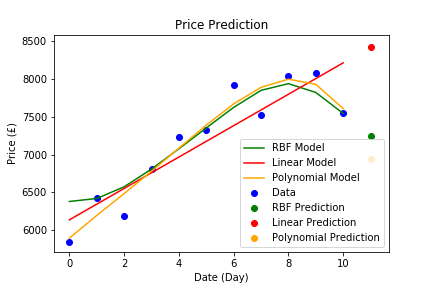 Price Prediction
8500
8000
7500
7000
6500
6000
Price (£)
0
2
4
6
8
10
Date (Day)
RBF Model
Linear Model
Polynomial Model
Data
RBF Prediction
Linear Prediction
Polynomial Prediction